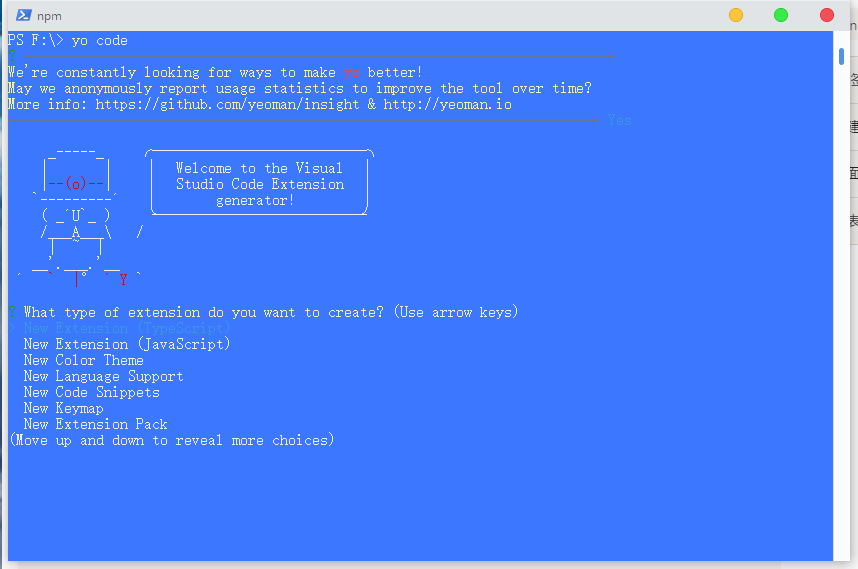 npm
PS F:\> yo code
? ---------------------------------------------------------------------------
We're constantly looking for ways to make yo better!
May we anonymously report usage statistics to improve the tool over time?
More info: https://github.com/yeoman/insight & http://yeoman.io
--------------------------------------------------------------------------- Yes
Welcome to the Visual
Studio Code Extension
generator!
? What type of extension do you want to create? (Use arrow keys)
> New Extension (TypeScript)
New Extension (JavaScript)
New Color Theme
New Language Support
New Code Snippets
New Keymap
New Extension Pack
(Move up and down to reveal more choices)